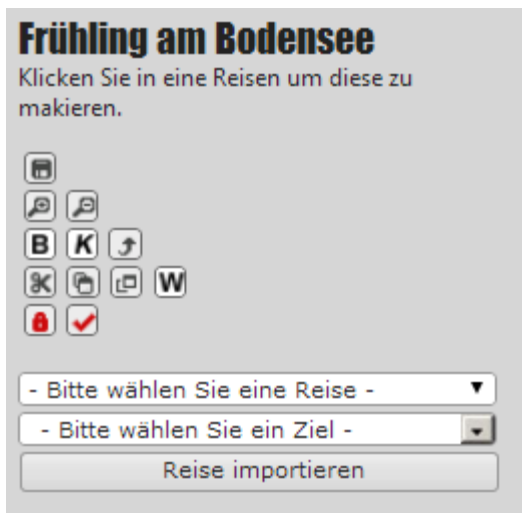 Frühling am Bodensee
Klicken Sie in eine Reisen um diese zu
makieren.
B K
W
- Bitte wählen Sie eine Reise -
- Bitte wählen Sie ein Ziel -
Reise importieren